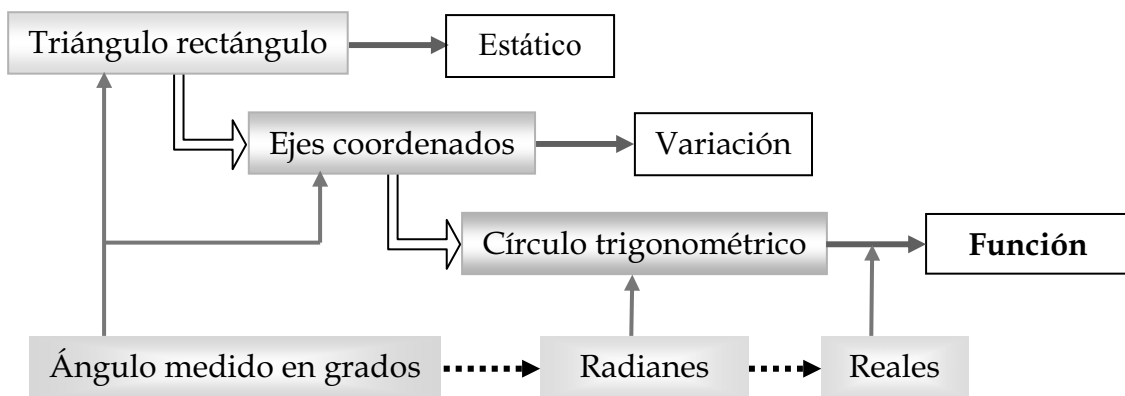 Triángulo rectángulo
Estático
Ejes coordenados
Variación
Círculo trigonométrico
Función
Ángulo medido en grados
Radianes
Reales